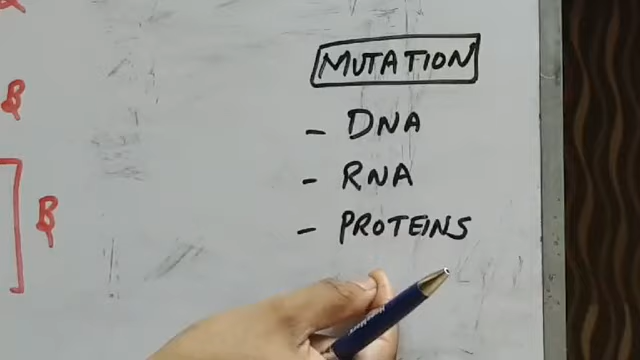 MUTATION
- DNA
- RNA
- PROTEINS
B
B